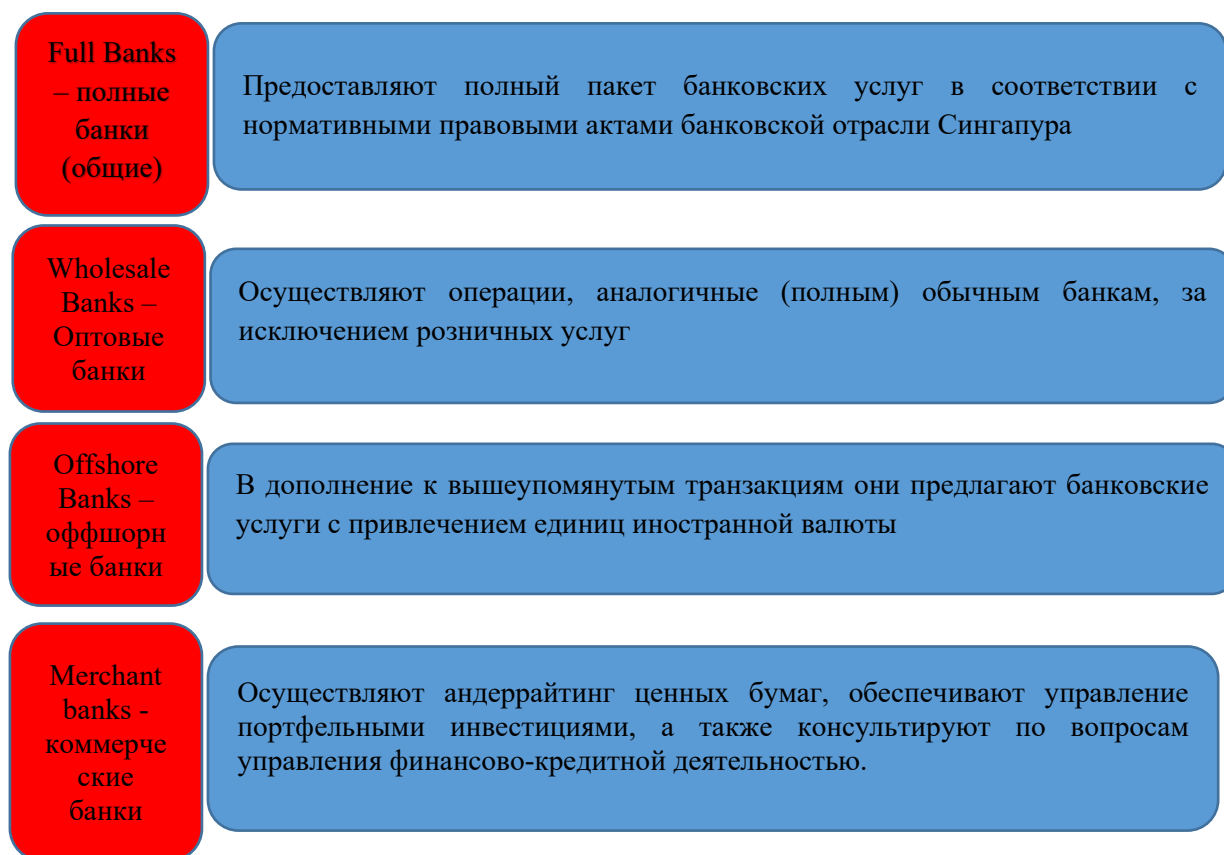 Full Banks
– полные
банки
(общие)
Предоставляют полный пакет банковских услуг в соответствии с
нормативными правовыми актами банковской отрасли Сингапура
Wholesale
Banks –
Оптовые
банки
Осуществляют операции, аналогичные (полным) обычным банкам, за
исключением розничных услуг
Offshore
Banks –
оффшорн
ые банки
В дополнение к вышеупомянутым транзакциям они предлагают банковские
услуги с привлечением единиц иностранной валюты
Merchant
banks -
коммерче
ские
банки
Осуществляют андеррайтинг ценных бумаг, обеспечивают управление
портфельными инвестициями, а также консультируют по вопросам
управления финансово-кредитной деятельностью.